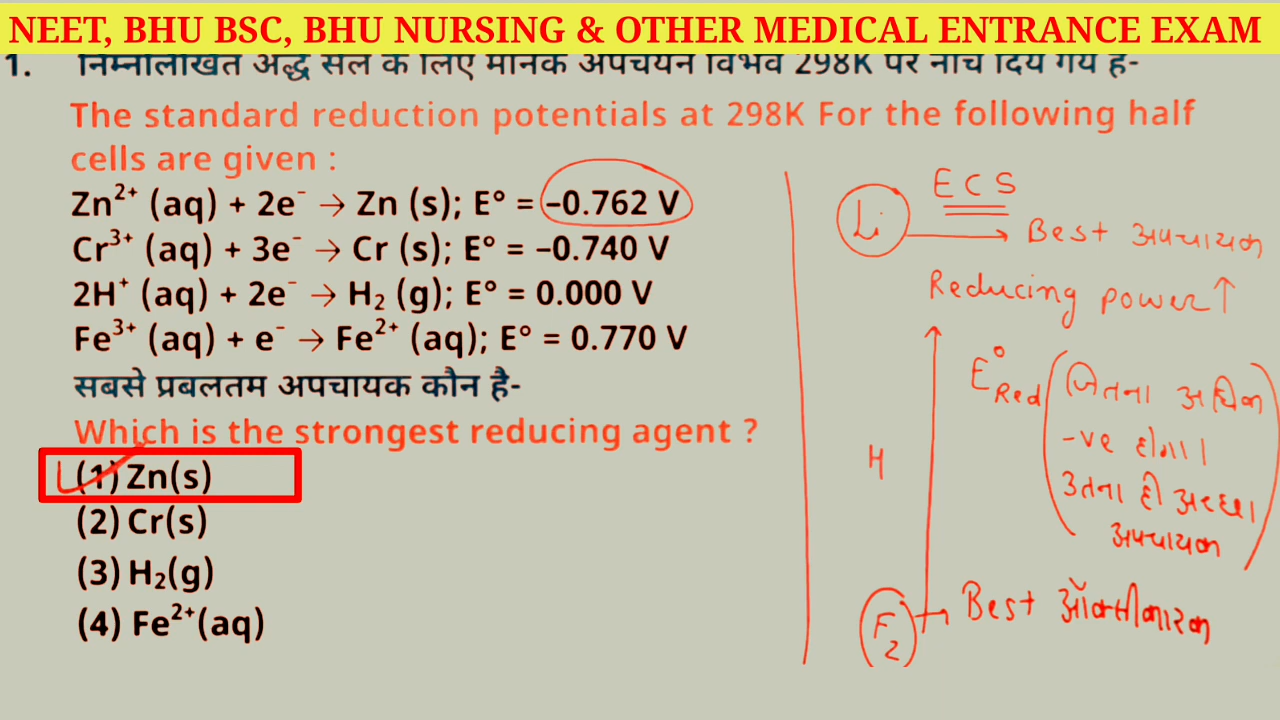 NEET, BHU BSC, BHU NURSING & OTHER MEDICAL ENTRANCE EXAM
1. निम्नलिखित अर्द्ध सेल के लिए मानक अपचयन विभव 298K पर नीचे दिये गये है-
The standard reduction potentials at 298K For the following half
cells are given :
Zn²⁺ (aq) + 2e⁻ → Zn (s); E° = –0.762 V
Cr³⁺ (aq) + 3e⁻ → Cr (s); E° = –0.740 V
2H⁺ (aq) + 2e⁻ → H₂ (g); E° = 0.000 V
Fe³⁺ (aq) + e⁻ → Fe²⁺ (aq); E° = 0.770 V
सबसे प्रबलतम अपचायक कौन है-
Which is the strongest reducing agent ?
(1) Zn(s)
(2) Cr(s)
(3) H₂(g)
(4) Fe²⁺(aq)
E C S
Li → Best अपचायक
Reducing power ↑
E°Red (जितना अधिक
-ve होगा।
उतना ही अच्छा
अपचायक)
H
F₂ → Best ऑक्सीकारक